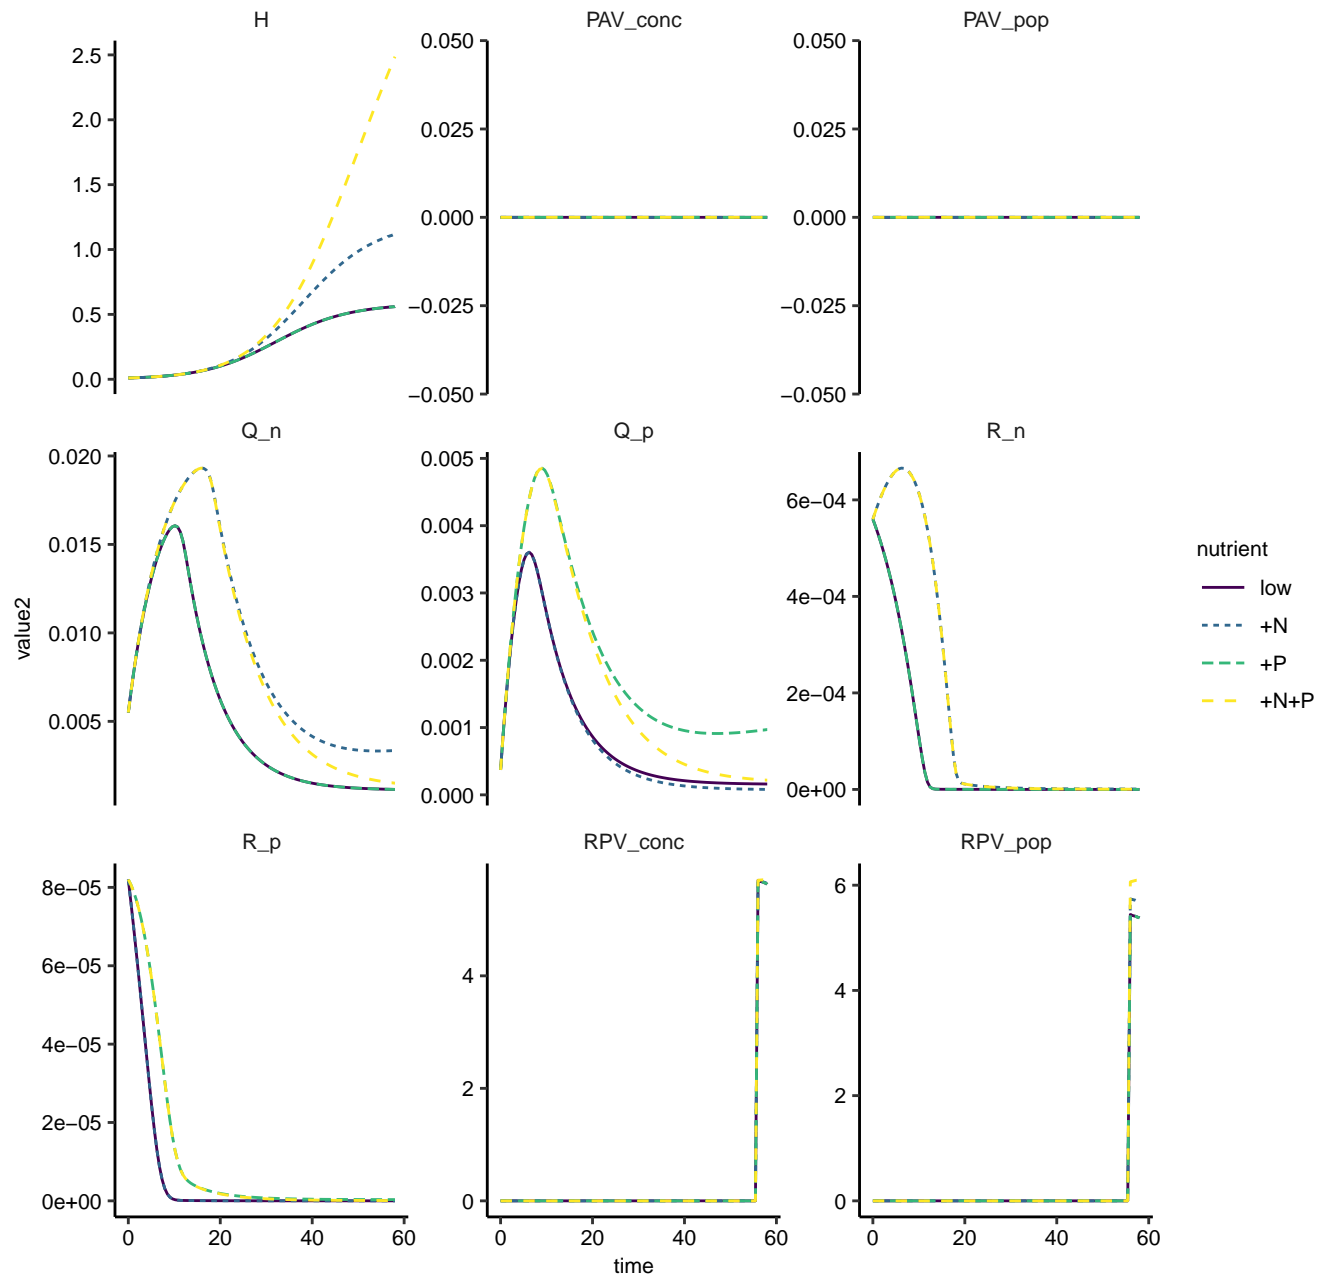 H
PAV_conc
PAV_pop
2.5
2.0
1.5
1.0
0.5
0.0
0.050
0.025
0.000
−0.025
−0.050
0.050
0.025
0.000
−0.025
−0.050
Q_n
Q_p
R_n
0.020
0.015
0.010
0.005
0.005
0.004
0.003
0.002
0.001
0.000
6e−04
4e−04
2e−04
0e+00
value2
nutrient
low
+N
+P
+N+P
R_p
RPV_conc
RPV_pop
8e−05
6e−05
4e−05
2e−05
0e+00
4
2
0
6
4
2
0
0 20 40 60
0 20 40 60
0 20 40 60
time